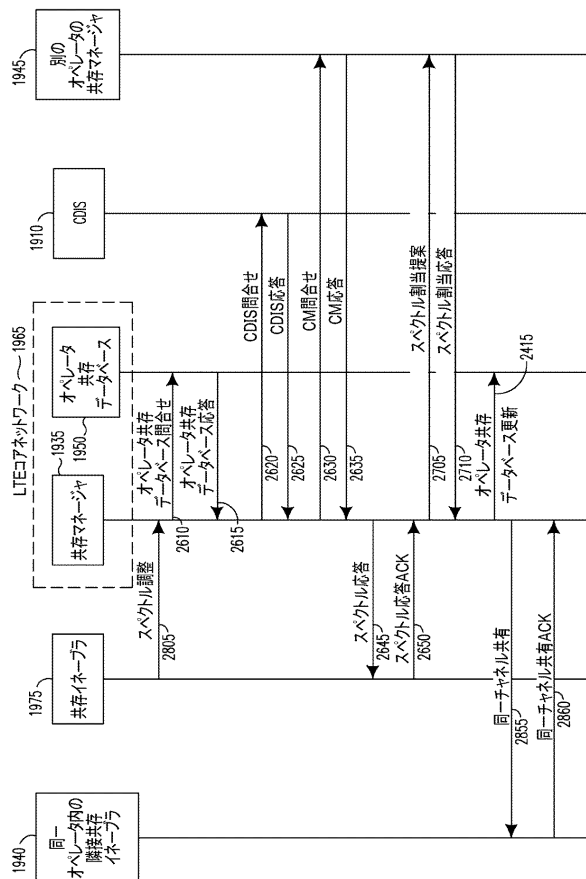 1940
同一
オペレータ内の
隣接共存
イネーブラ
1975
共存イネーブラ
LTEコアネットワーク
1965
共存マネージャ
1935
オペレータ
共存
データベース
1950
CDIS
1910
別の
オペレータの
共存マネージャ
1945
スペクトル調整
2805
オペレータ共存
データベース問合せ
2610
オペレータ共存
データベース応答
2615
CDIS問合せ
2620
CDIS応答
2625
CM問合せ
2630
CM応答
2635
スペクトル応答
2645
スペクトル応答ACK
2650
スペクトル割当提案
2705
スペクトル割当応答
2710
オペレータ共存
データベース更新
2415
同一チャネル共有
2855
同一チャネル共有ACK
2860